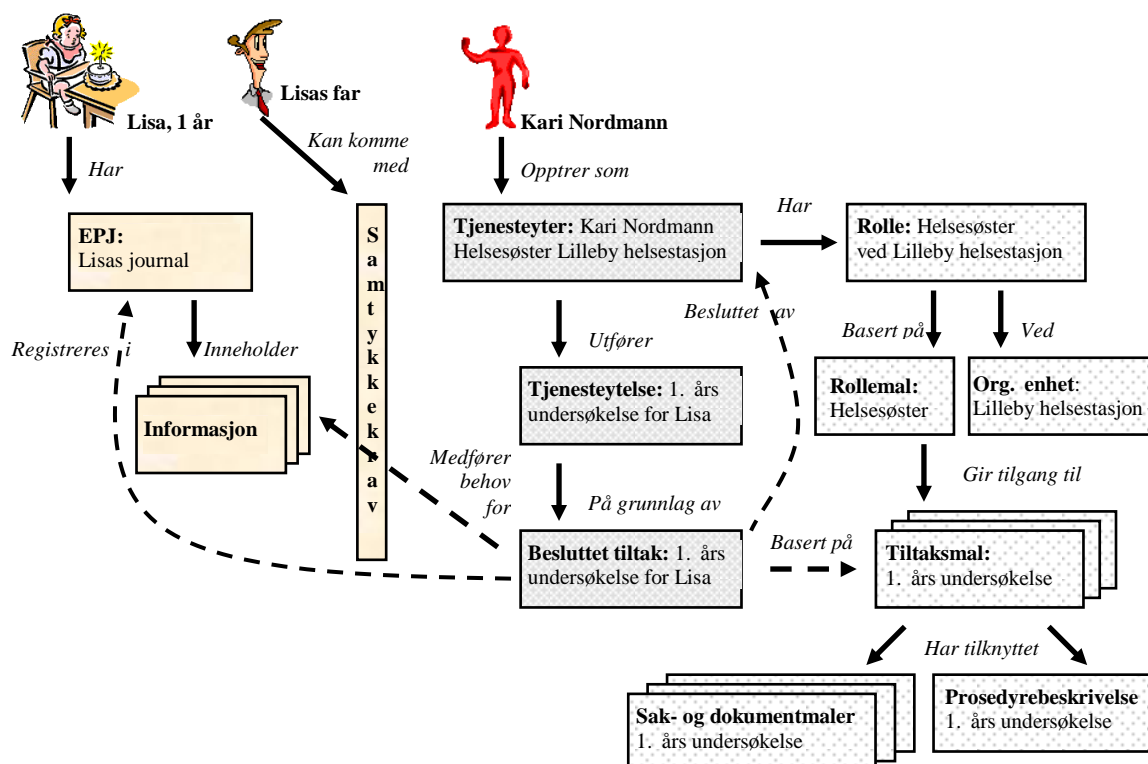 Lisa, 1 år
Lisas far
Kari Nordmann
Har
Kan komme
med
Opptrer som
EPJ:
Lisas journal
Samtykkekrav
Tjenesteyter: Kari Nordmann
Helsesøster Lilleby helsestasjon
Har
Rolle: Helsesøster
ved Lilleby helsestasjon
Registreres i
Inneholder
Utfører
Besluttet av
Basert på
Ved
Informasjon
Tjenesteytelse: 1. års
undersøkelse for Lisa
Rollemal:
Helsesøster
Org. enhet:
Lilleby helsestasjon
Medfører
behov
for
På grunnlag av
Gir tilgang til
Besluttet tiltak: 1. års
undersøkelse for Lisa
Basert på
Tiltaksmal:
1. års undersøkelse
Har tilknyttet
Sak- og dokumentmaler
1. års undersøkelse
Prosedyrebeskrivelse
1. års undersøkelse